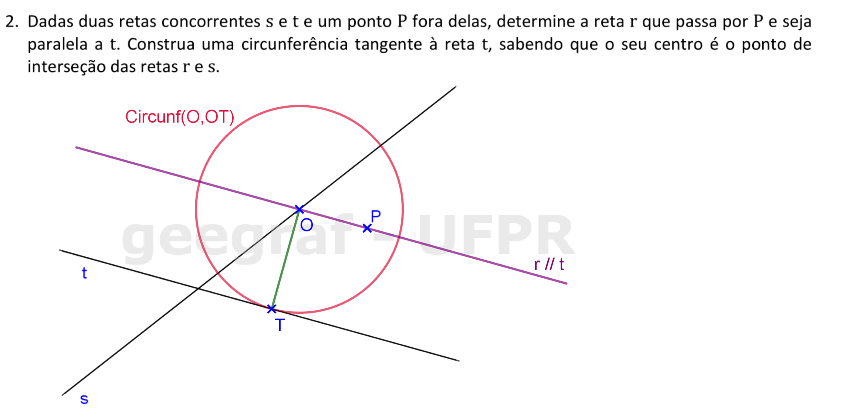 2. Dadas duas retas concorrentes s e t e um ponto P fora delas, determine a reta r que passa por P e seja
paralela a t. Construa uma circunferência tangente à reta t, sabendo que o seu centro é o ponto de
interseção das retas r e s.
Circunf(O,OT)
P
O
geegraf - UFPR
r // t
t
T
s